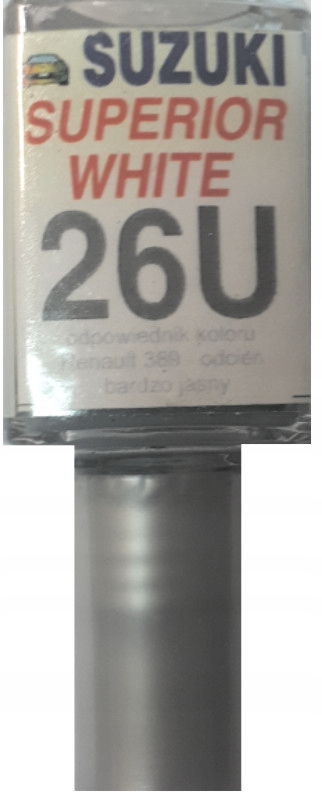 SUZUKI
SUPERIOR
WHITE
26U
odpowiednik koloru
Renault 389 odcień
bardzo jasny